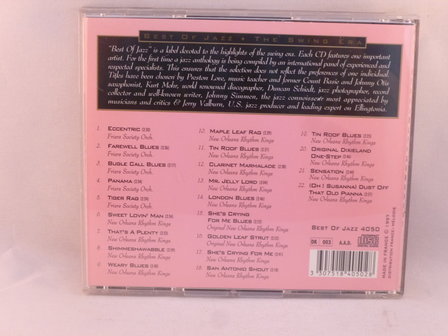 Best Of Jazz • The Swing Era
"Best Of Jazz" is a label devoted to the highlights of the swing era. Each CD features one important
artist. For the first time a jazz anthology is being compiled by an international panel of experienced and
respected specialists. This ensures that the selection does not reflect the preferences of one individual.
Titles have been chosen by Preston Love, music teacher and former Count Basie and Johnny Otis
saxophonist, Kurt Mohr, world renowned discographer, Duncan Schiedt, jazz photographer, record
collector and well-known writer, Johnny Simmen, the jazz connoisseur most appreciated by
musicians and critics & Jerry Valburn, U.S. jazz producer and leading expert on Ellingtonia.
1. Eccentric
Friars Society Orch.
2. Farewell Blues
Friars Society Orch.
3. Bugle Call Blues
Friars Society Orch.
4. Panama
Friars Society Orch.
5. Tiger Rag
Friars Society Orch.
6. Sweet Lovin' Man
New Orleans Rhythm Kings
7. That's A Plenty
New Orleans Rhythm Kings
8. Shimmeshawabble
New Orleans Rhythm Kings
9. Weary Blues
New Orleans Rhythm Kings
10. Maple Leaf Rag
New Orleans Rhythm Kings
11. Tin Roof Blues
New Orleans Rhythm Kings
12. Clarinet Marmalade
New Orleans Rhythm Kings
13. Mr. Jelly Lord
New Orleans Rhythm Kings
14. London Blues
New Orleans Rhythm Kings
15. She's Crying
For Me Blues
Original New Orleans Rhythm Kings
16. Golden Leaf Strut
Original New Orleans Rhythm Kings
17. She's Crying For Me
New Orleans Rhythm Kings
18. San Antonio Shout
New Orleans Rhythm Kings
19. Tin Roof Blues
New Orleans Rhythm Kings
20. Original Dixieland
One-Step
New Orleans Rhythm Kings
21. Sensation
New Orleans Rhythm Kings
22. (Oh) Susanna) Dust Off
That Old Pianna
New Orleans Rhythm Kings
Best Of Jazz 4050
A.A.D.
3 307518 405028
MADE IN FRANCE